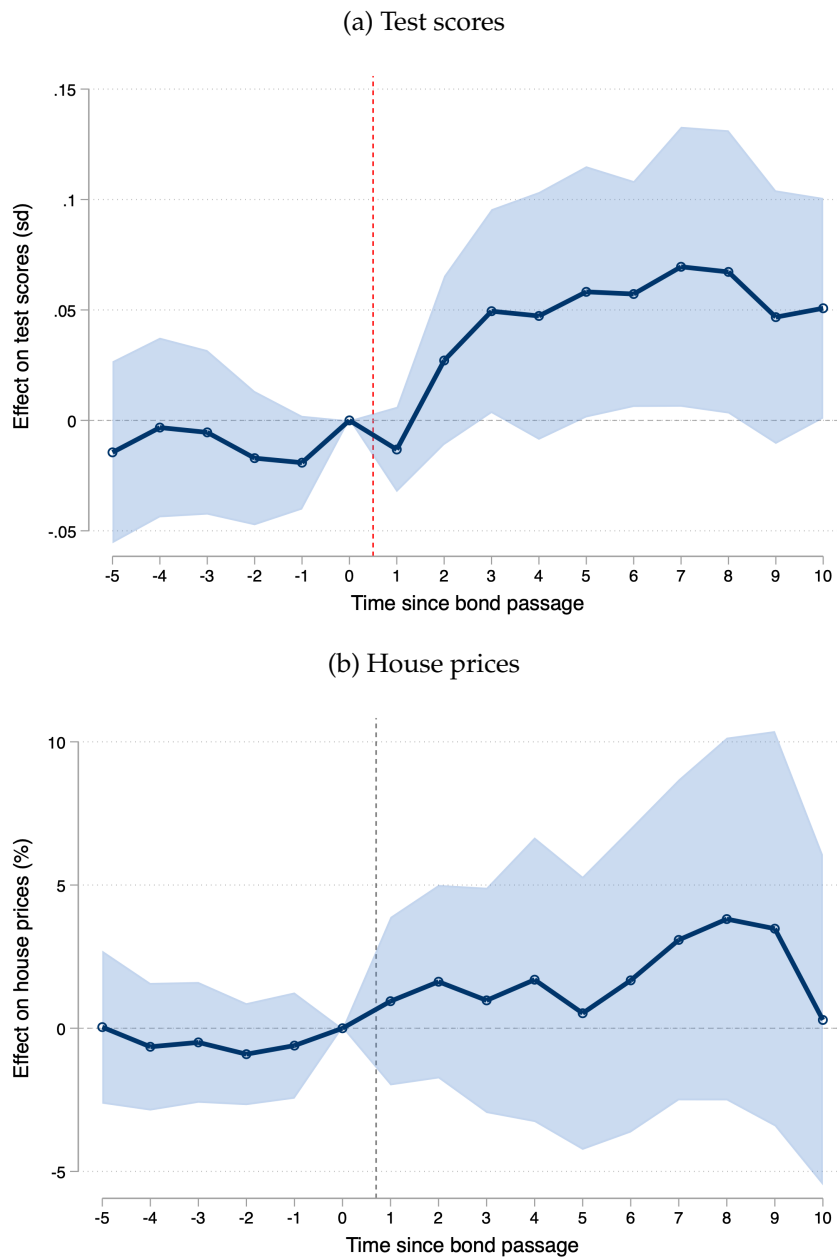 (a) Test scores
.15
.1
.05
0
-.05
Effect on test scores (sd)
-5 -4 -3 -2 -1 0 1 2 3 4 5 6 7 8 9 10
Time since bond passage
(b) House prices
10
5
0
-5
Effect on house prices (%)
-5 -4 -3 -2 -1 0 1 2 3 4 5 6 7 8 9 10
Time since bond passage